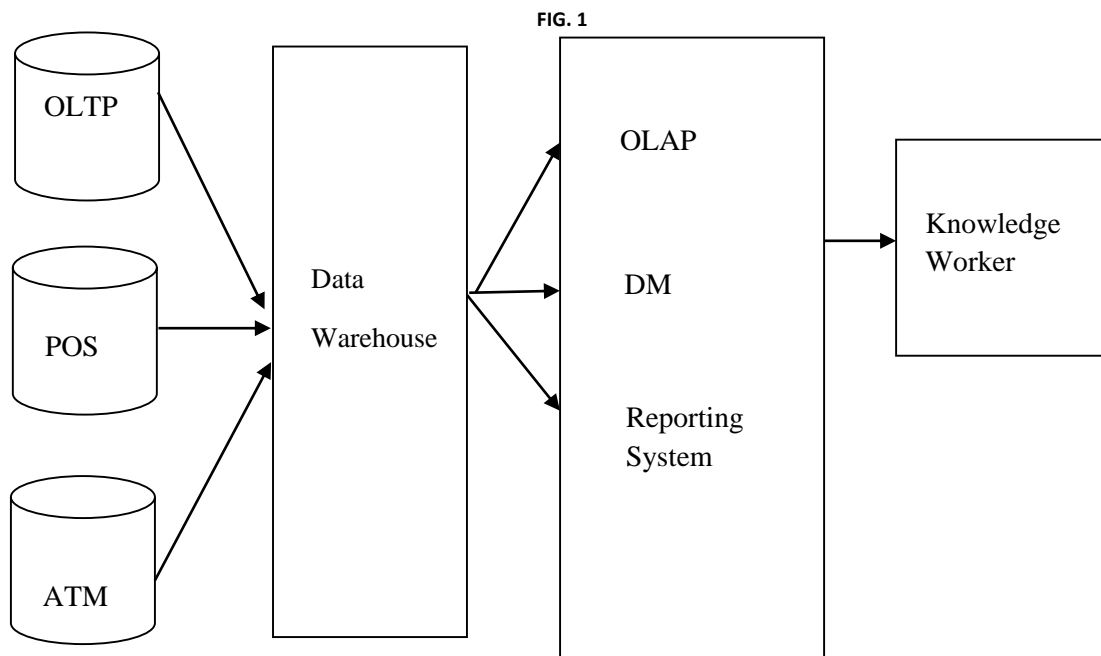 FIG. 1
OLTP
POS
ATM
Data
Warehouse
OLAP
DM
Reporting
System
Knowledge
Worker